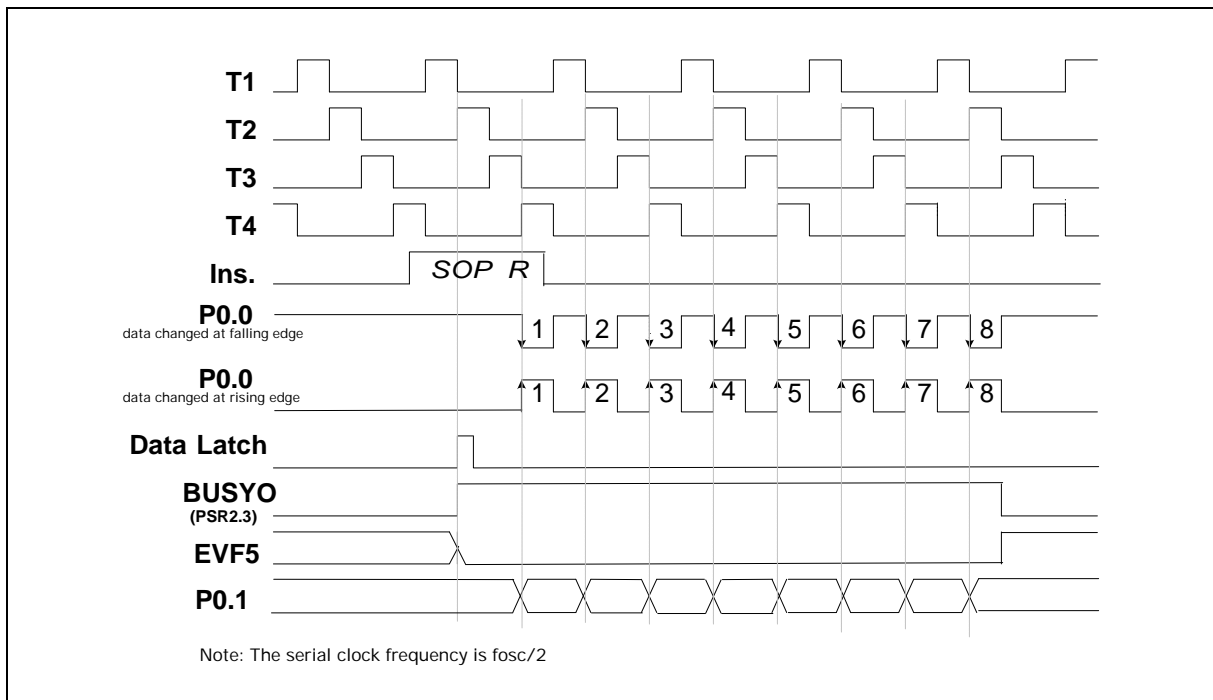 T1
T2
T3
T4
Ins.
SOP R
P0.0
data changed at falling edge
1 2 3 4 5 6 7 8
P0.0
data changed at rising edge
1 2 3 4 5 6 7 8
Data Latch
BUSYO
(PSR2.3)
EVF5
P0.1
Note: The serial clock frequency is fosc/2